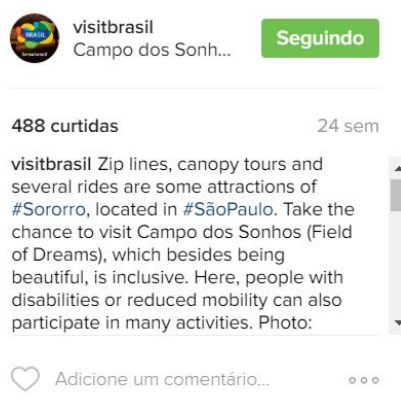 BRASIL
visitbrasil
Campo dos Sonh...
Seguindo
488 curtidas
24 sem
visitbrasil Zip lines, canopy tours and
several rides are some attractions of
#Sororro, located in #SãoPaulo. Take the
chance to visit Campo dos Sonhos (Field
of Dreams), which besides being
beautiful, is inclusive. Here, people with
disabilities or reduced mobility can also
participate in many activities. Photo:
Adicione um comentário...